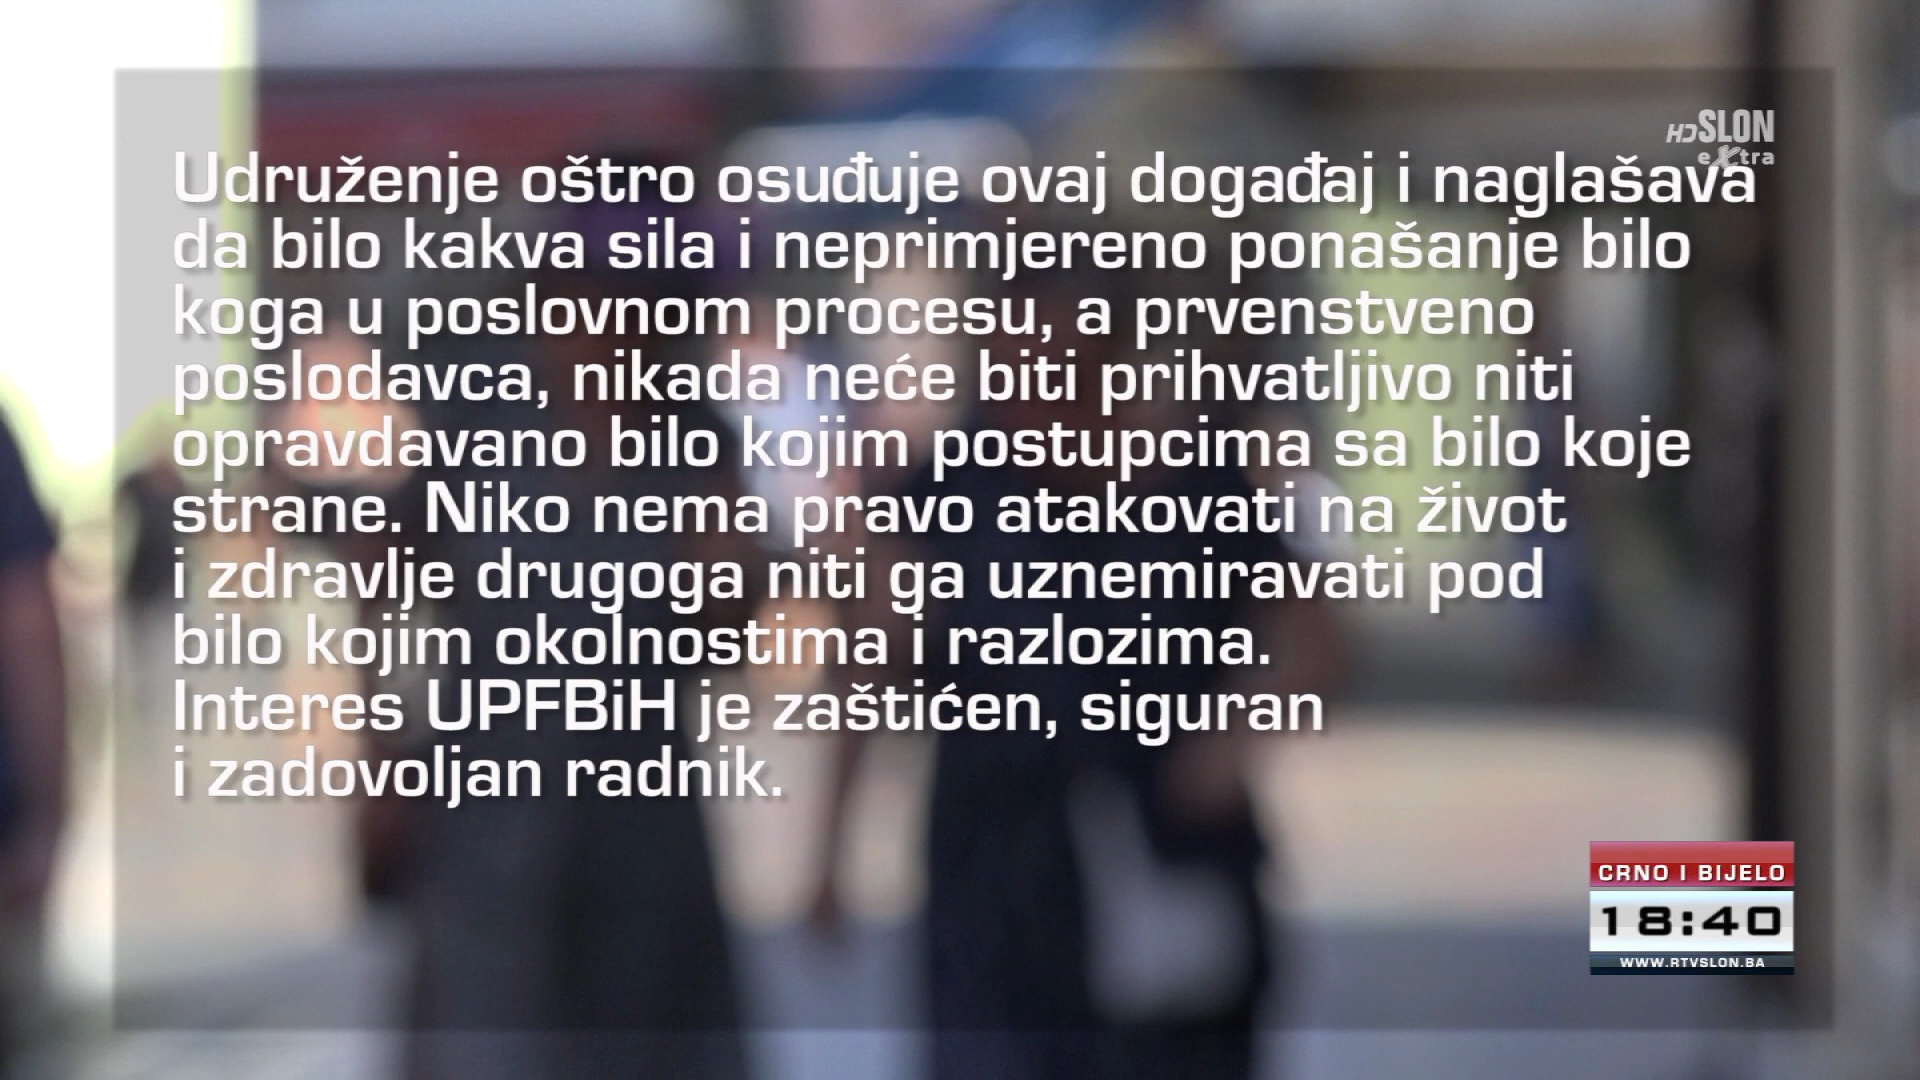 HD SLON
extra
Udruženje oštro osuđuje ovaj događaj i naglašava
da bilo kakva sila i neprimjereno ponašanje bilo
koga u poslovnom procesu, a prvenstveno
poslodavca, nikada neće biti prihvatljivo niti
opravdavano bilo kojim postupcima sa bilo koje
strane. Niko nema pravo atakovati na život
i zdravlje drugoga niti ga uznemiravati pod
bilo kojim okolnostima i razlozima.
Interes UPFBiH je zaštićen, siguran
i zadovoljan radnik.
CRNO I BIJELO
18:40
WWW.RTVSLON.BA